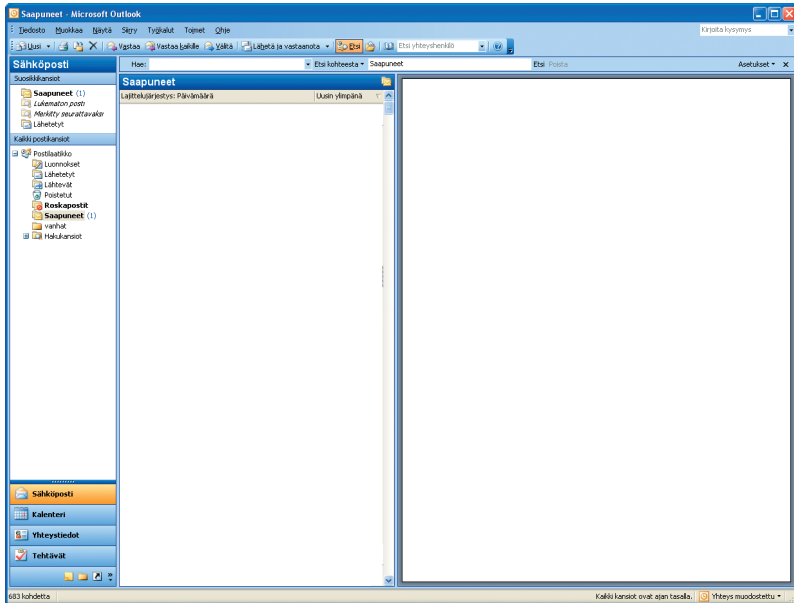 Saapuneet - Microsoft Outlook
Tiedosto Muokkaa Näytä Siirry Työkalut Toimet Ohje Kirjoita kysymys
Uusi Vastaa Vastaa kaikille Välitä Lähetä ja vastaanota Etsi Etsi yhteyshenkilö
Sähköposti
Hae: Etsi kohteesta Saapuneet Etsi Poista Asetukset
Suosikkikansiot
Saapuneet (1)
Lukematon posti
Merkitty seurattavaksi
Lähetetyt
Kaikki postikansiot
Postilaatikko
Luonnokset
Lähetetyt
Lähtevät
Poistetut
Roskapostit
Saapuneet (1)
vanhat
Hakukansiot
Saapuneet
Lajittelujärjestys: Päivämäärä Uusin ylimpänä
Sähköposti
Kalenteri
Yhteystiedot
Tehtävät
683 kohdetta Kaikki kansiot ovat ajan tasalla. Yhteys muodostettu